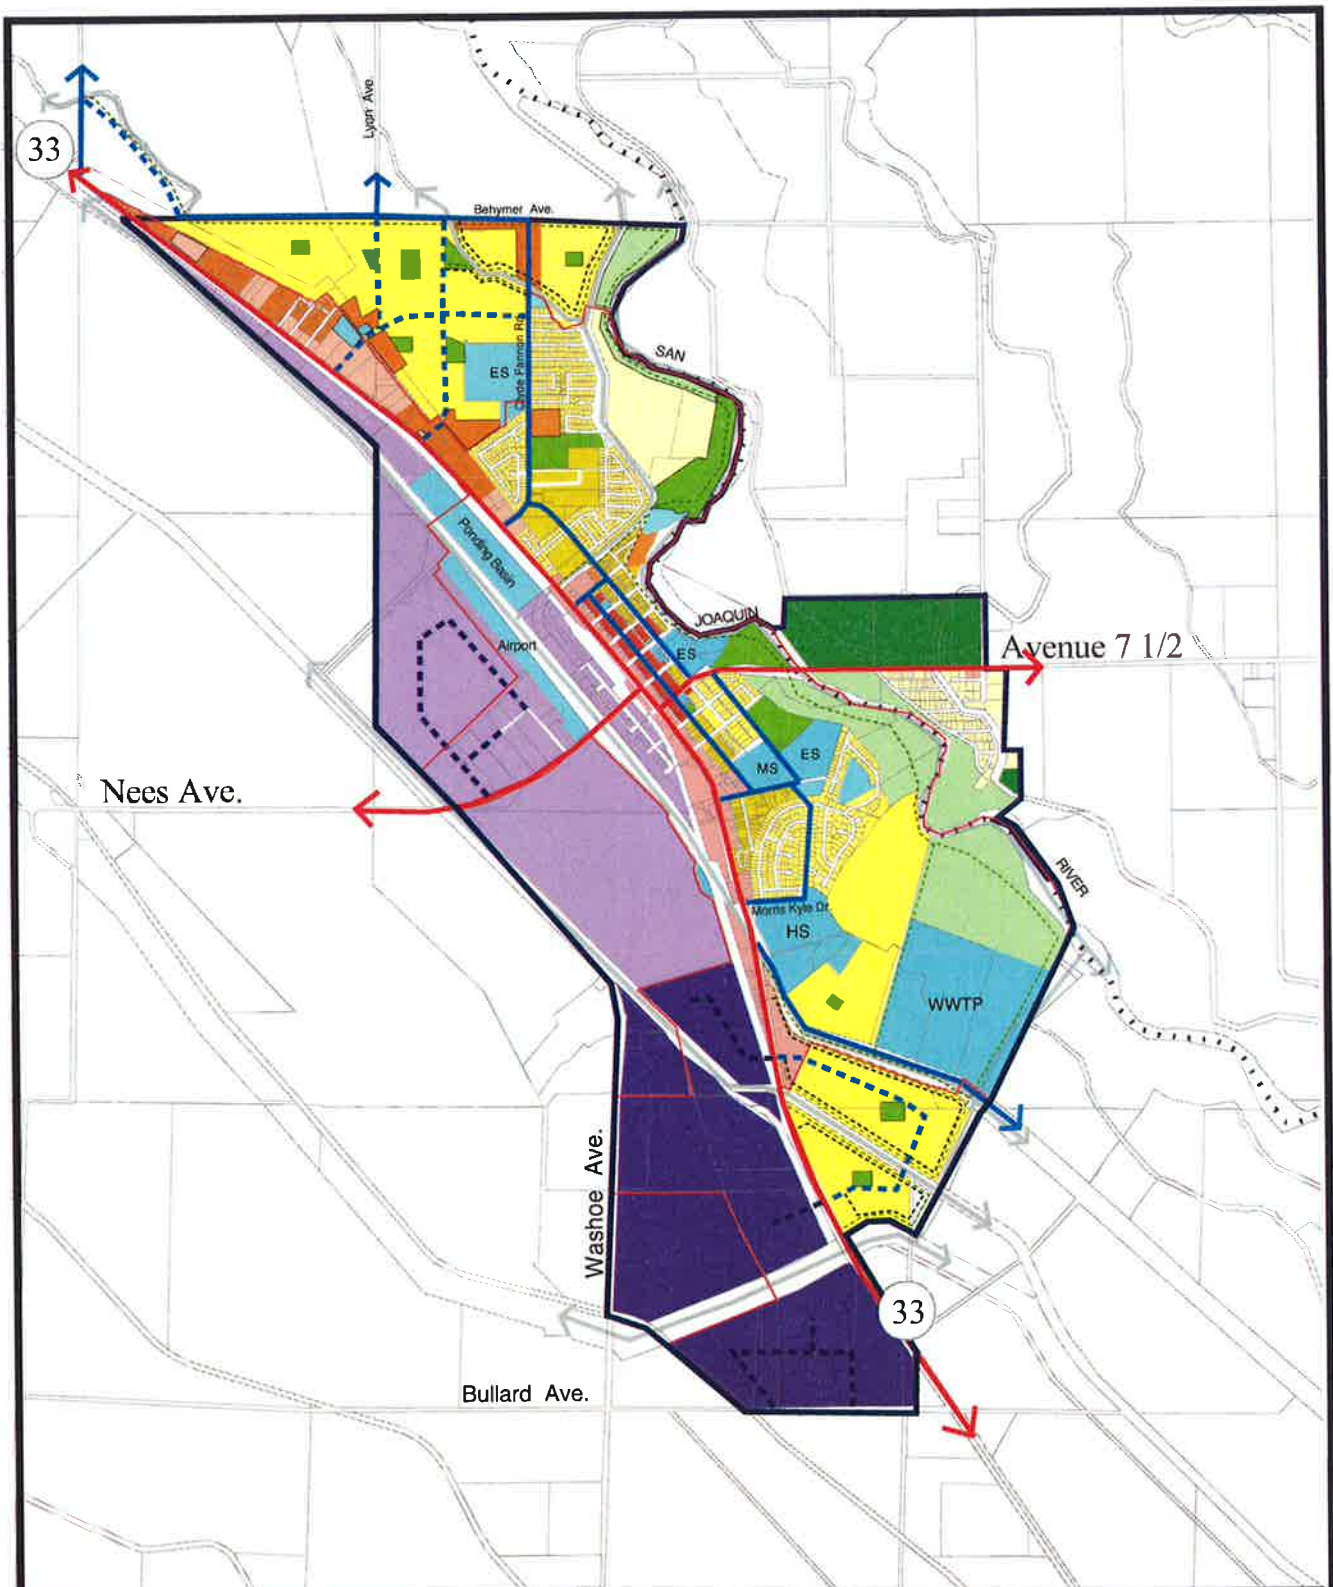 Lyon Ave.
33
Behymer Ave.
SAN
ES
Clyde Fannon Rd.
Ponding Basin
JOAQUIN
Avenue 7 1/2
Airport
ES
ES
MS
Nees Ave.
RIVER
Morris Kyle Dr.
HS
WWTP
Washoe Ave.
33
Bullard Ave.